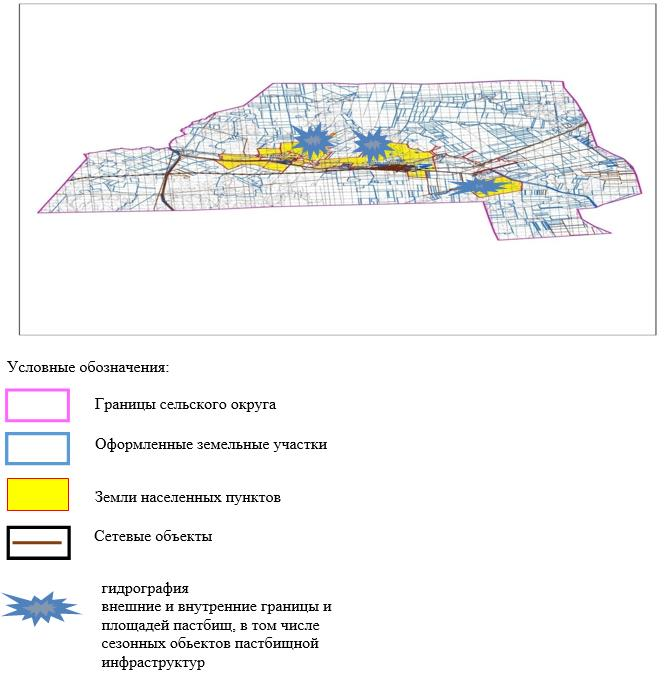 Условные обозначения:
Границы сельского округа
Оформленные земельные участки
Земли населенных пунктов
Сетевые объекты
гидрография
внешние и внутренние границы и
площадей пастбищ, в том числе
сезонных обьектов пастбищной
инфраструктур